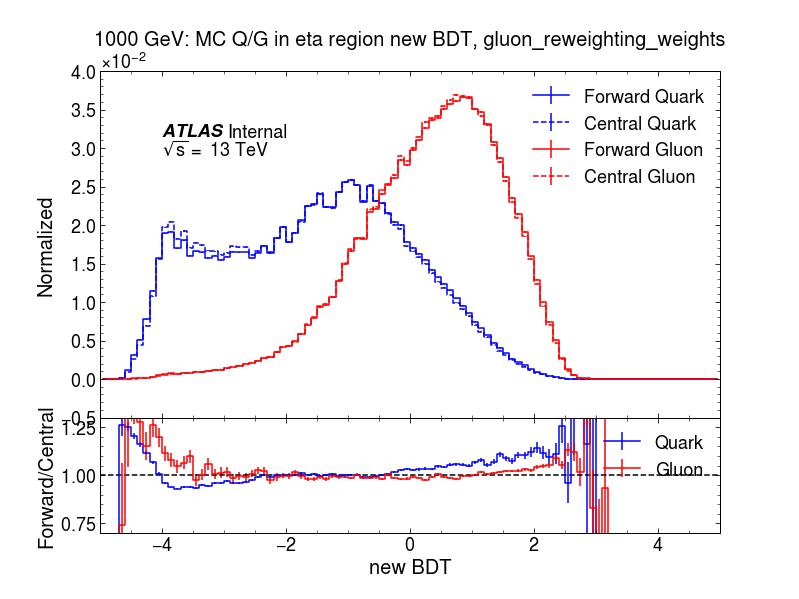 1000 GeV: MC Q/G in eta region new BDT, gluon_reweighting_weights
×10⁻²
4.0
3.5
3.0
2.5
2.0
1.5
1.0
0.5
0.0
−0.5
Normalized
ATLAS Internal
√s = 13 TeV
Forward Quark
Central Quark
Forward Gluon
Central Gluon
1.25
1.00
0.75
Forward/Central
Quark
Gluon
−4 −2 0 2 4
new BDT